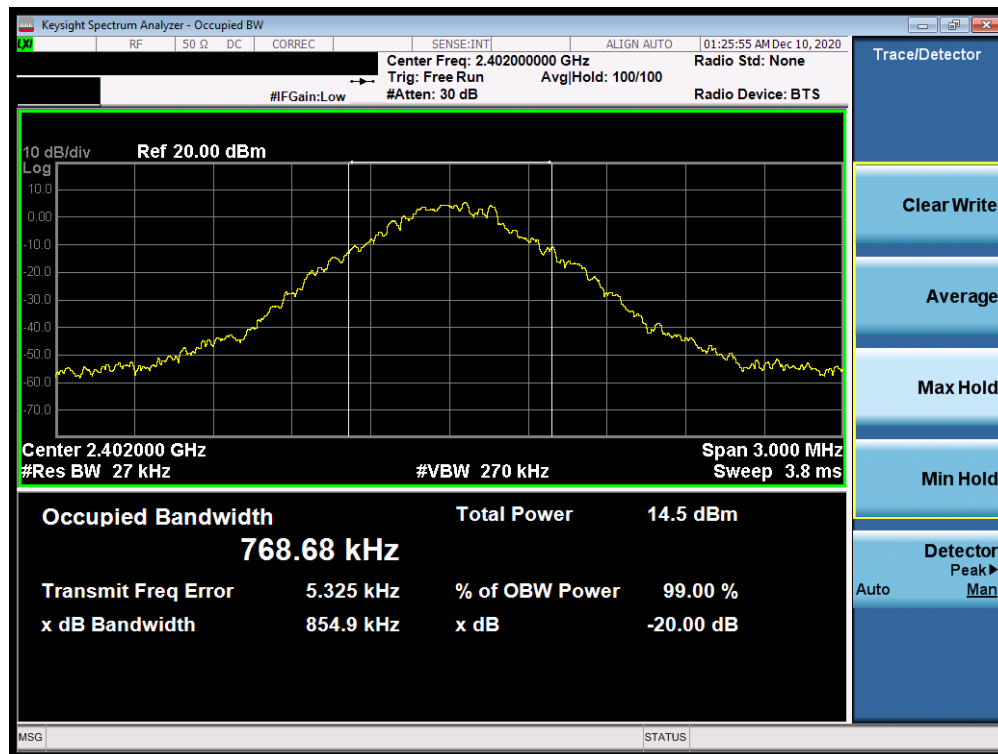 Keysight Spectrum Analyzer - Occupied BW
LXI RF 50 Ω DC CORREC SENSE:INT ALIGN AUTO 01:25:55 AM Dec 10, 2020
Center Freq: 2.402000000 GHz Radio Std: None
Trig: Free Run Avg|Hold: 100/100
#IFGain:Low #Atten: 30 dB Radio Device: BTS
10 dB/div Ref 20.00 dBm
Log
10.0
0.00
-10.0
-20.0
-30.0
-40.0
-50.0
-60.0
-70.0
Center 2.402000 GHz Span 3.000 MHz
#Res BW 27 kHz #VBW 270 kHz Sweep 3.8 ms
Occupied Bandwidth Total Power 14.5 dBm
768.68 kHz
Transmit Freq Error 5.325 kHz % of OBW Power 99.00 %
x dB Bandwidth 854.9 kHz x dB -20.00 dB
MSG STATUS
Trace/Detector
Clear Write
Average
Max Hold
Min Hold
Detector
Peak▶
Auto Man